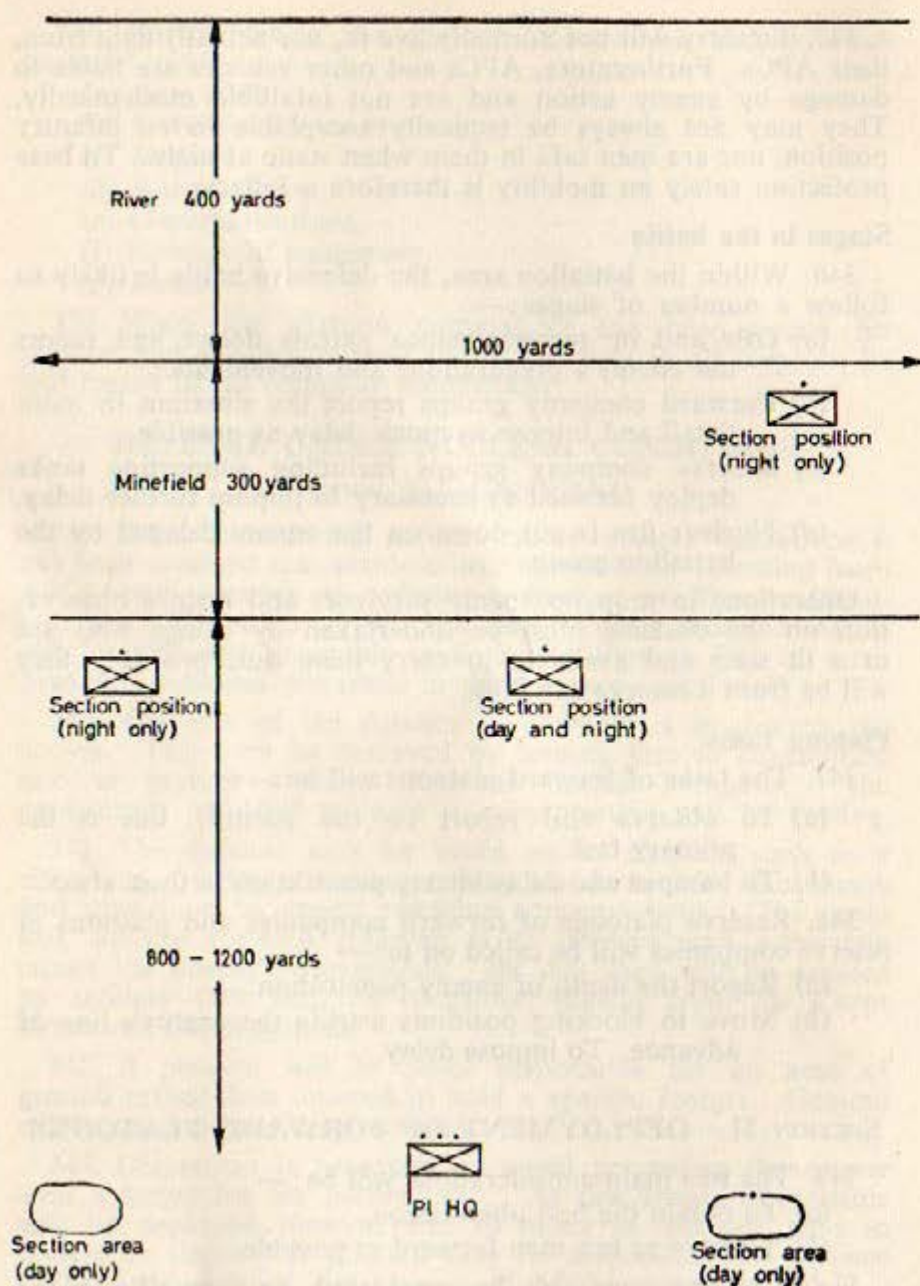 River 400 yards
1000 yards
Section position
(night only)
Minefield 300 yards
Section position
(night only)
Section position
(day and night)
800 - 1200 yards
Pl HQ
Section area
(day only)
Section area
(day only)